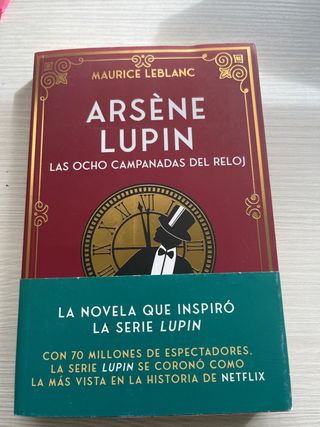 MAURICE LEBLANC
ARSÈNE
LUPIN
LAS OCHO CAMPANADAS DEL RELOJ
LA NOVELA QUE INSPIRÓ
LA SERIE LUPIN
CON 70 MILLONES DE ESPECTADORES,
LA SERIE LUPIN SE CORONÓ COMO
LA MÁS VISTA EN LA HISTORIA DE NETFLIX